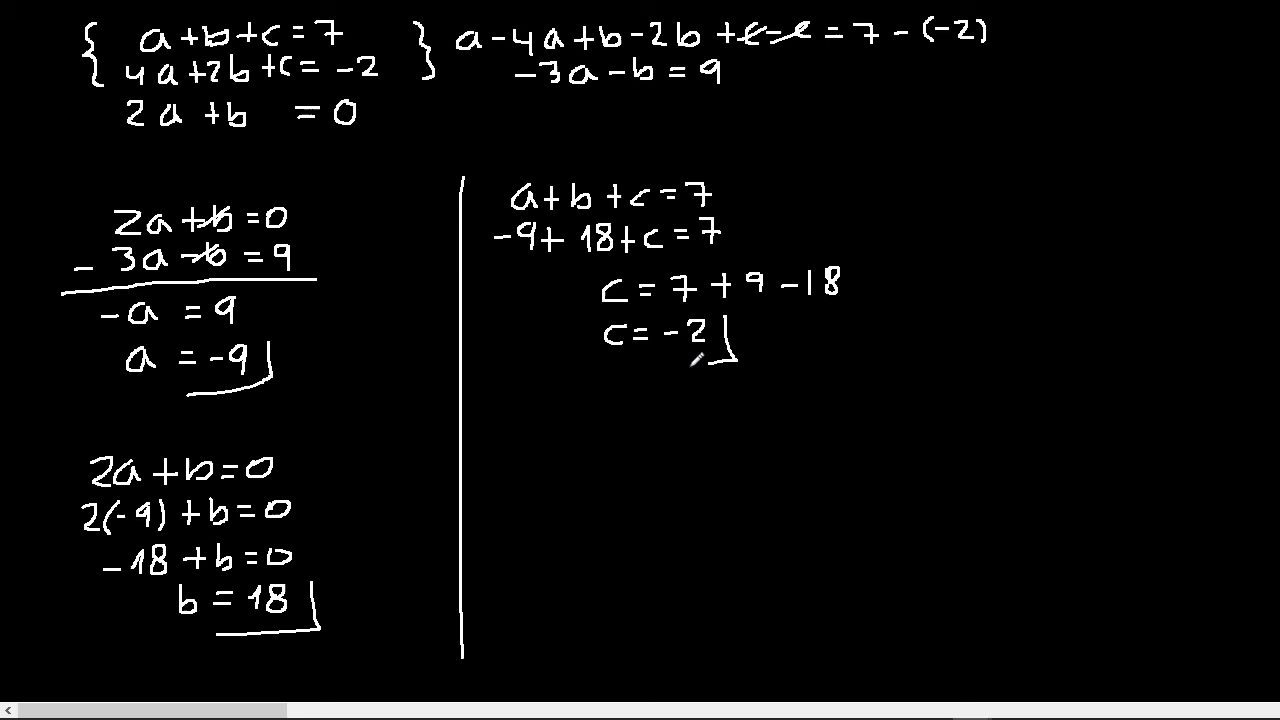 { a+b+c=7 } a-4a+b-2b+c-c = 7-(-2)
4a+2b+c= -2 -3a-b = 9
2a +b = 0
2a+b=0
-3a-b=9
-a = 9
a = -9
2a+b=0
2(-9)+b=0
-18+b=0
b = 18
a+b+c=7
-9+18+c=7
c = 7+9-18
c = -2